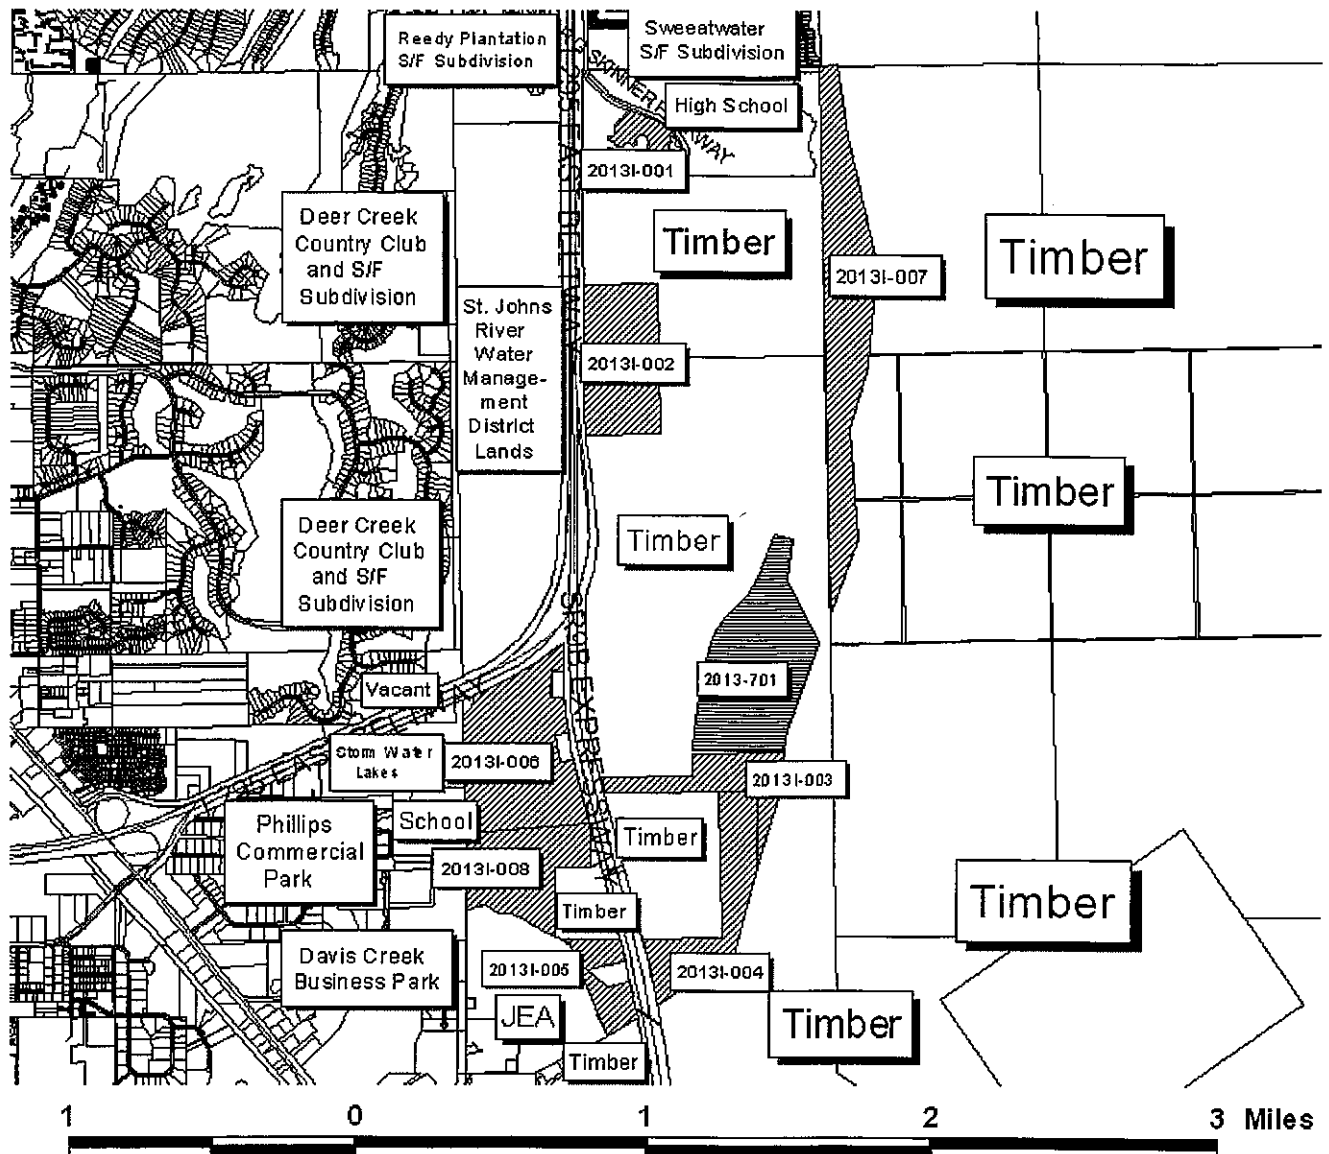 Reedy Plantation
S/F Subdivision
Sweeatwater
S/F Subdivision
High School
2013I-001
Deer Creek
Country Club
and S/F
Subdivision
Timber
Timber
2013I-007
St. Johns
River
Water
Manage-
ment
District
Lands
2013I-002
Timber
Deer Creek
Country Club
and S/F
Subdivision
Timber
Vacant
2013-701
Storm Water
Lakes
2013I-006
2013I-003
Phillips
Commercial
Park
School
Timber
2013I-008
Timber
Timber
Davis Creek
Business Park
2013I-005
2013I-004
JEA
Timber
Timber
1 0 1 2 3 Miles